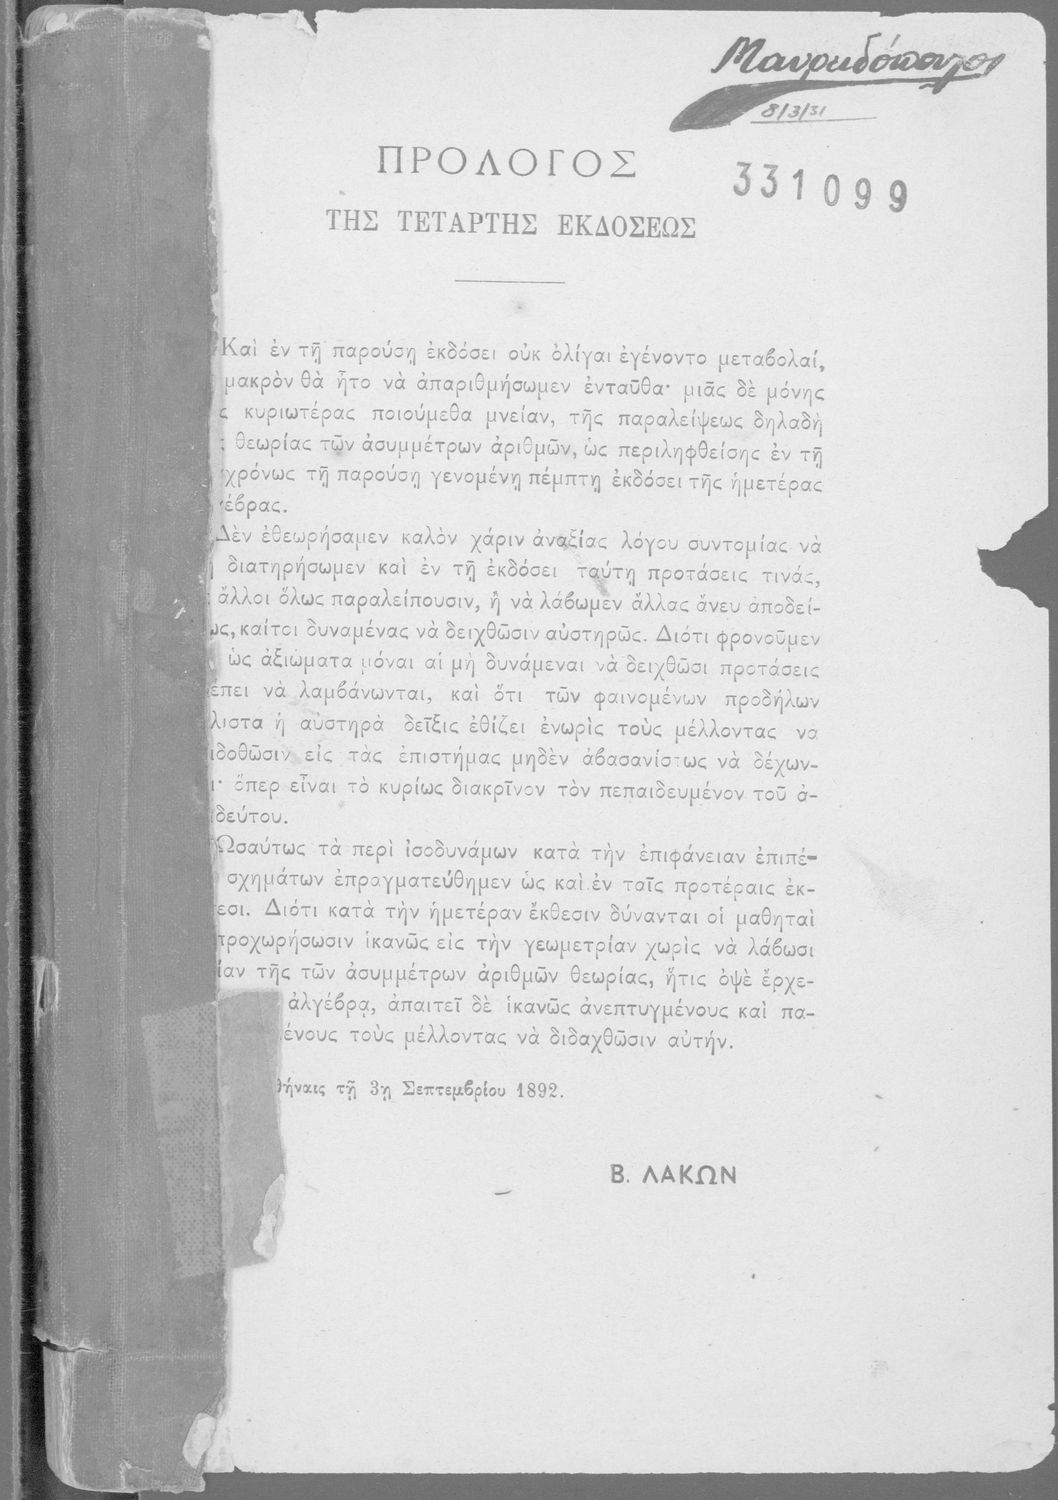 8/3/31
ΠΡΟΛΟΓΟΣ
331099
ΤΗΣ ΤΕΤΑΡΤΗΣ ΕΚΔΟΣΕΩΣ
Καὶ ἐν τῇ παρούσῃ ἐκδόσει οὐκ ὀλίγαι ἐγένοντο μεταβολαί,
μακρὸν θὰ ἦτο νὰ ἀπαριθμήσωμεν ἐνταῦθα· μιᾶς δὲ μόνης
ς κυριωτέρας ποιούμεθα μνείαν, τῆς παραλείψεως δηλαδὴ
ς θεωρίας τῶν ἀσυμμέτρων ἀριθμῶν, ὡς περιληφθείσης ἐν τῇ
χρόνως τῇ παρούσῃ γενομένῃ πέμπτῃ ἐκδόσει τῆς ἡμετέρας
γέβρας.
Δὲν ἐθεωρήσαμεν καλὸν χάριν ἀναξίας λόγου συντομίας νὰ
ὴ διατηρήσωμεν καὶ ἐν τῇ ἐκδόσει ταύτῃ προτάσεις τινάς,
ἄλλοι ὅλως παραλείπουσιν, ἢ νὰ λάβωμεν ἄλλας ἄνευ ἀποδεί-
ως, καίτοι δυναμένας νὰ δειχθῶσιν αὐστηρῶς. Διότι φρονοῦμεν
ὡς ἀξιώματα μόναι αἱ μὴ δυνάμεναι νὰ δειχθῶσι προτάσεις
έπει νὰ λαμβάνωνται, καὶ ὅτι τῶν φαινομένων προδήλων
λιστα ἡ αὐστηρὰ δεῖξις ἐθίζει ἐνωρὶς τοὺς μέλλοντας να
ιδοθῶσιν εἰς τὰς ἐπιστήμας μηδὲν ἀβασανίστως νὰ δέχων-
ι· ὅπερ εἶναι τὸ κυρίως διακρῖνον τὸν πεπαιδευμένον τοῦ ἀ-
δεύτου.
Ὡσαύτως τὰ περὶ ἰσοδυνάμων κατὰ τὴν ἐπιφάνειαν ἐπιπέ-
σχημάτων ἐπραγματεύθημεν ὡς καὶ ἐν ταῖς προτέραις ἐκ-
εσι. Διότι κατὰ τὴν ἡμετέραν ἔκθεσιν δύνανται οἱ μαθηταὶ
προχωρήσωσιν ἱκανῶς εἰς τὴν γεωμετρίαν χωρὶς νὰ λάβωσι
ίαν τῆς τῶν ἀσυμμέτρων ἀριθμῶν θεωρίας, ἥτις ὀψὲ ἔρχε-
ἀλγέβρᾳ, ἀπαιτεῖ δὲ ἱκανῶς ἀνεπτυγμένους καὶ πα-
ένους τοὺς μέλλοντας νὰ διδαχθῶσιν αὐτήν.
θήναις τῇ 3ῃ Σεπτεμβρίου 1892.
Β. ΛΑΚΩΝ